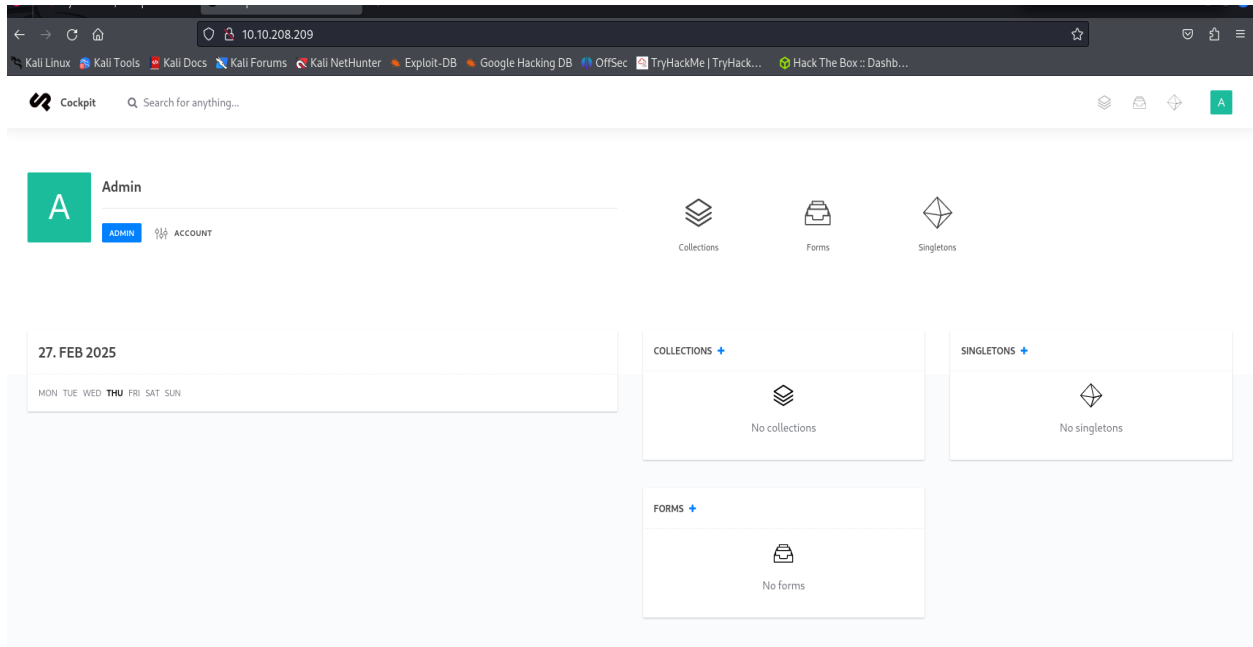 10.10.208.209
Kali Linux Kali Tools Kali Docs Kali Forums Kali NetHunter Exploit-DB Google Hacking DB OffSec TryHackMe | TryHack... Hack The Box :: Dashb...
Cockpit Search for anything... A
A
Admin
ADMIN ACCOUNT
Collections Forms Singletons
27. FEB 2025
MON TUE WED THU FRI SAT SUN
COLLECTIONS +
No collections
SINGLETONS +
No singletons
FORMS +
No forms